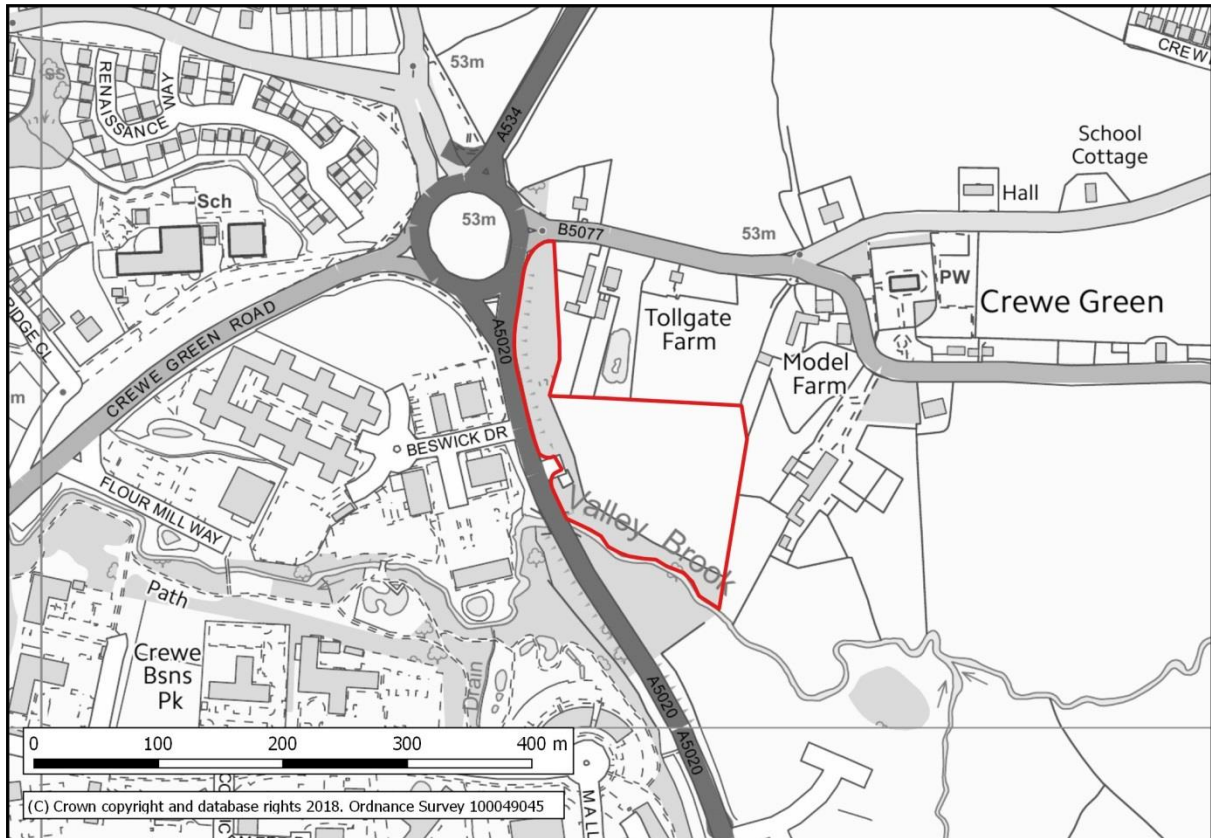 53m
A534
RENAISSANCE
WAY
CREWE
School
Cottage
Hall
Sch
53m
B5077
53m
PW
Crewe Green
Tollgate
Farm
Model
Farm
A5020
CREWE GREEN ROAD
BESWICK DR
FLOUR MILL WAY
Valley Brook
Path
Crewe
Bsns
Pk
Drain
A5020
A5020
0 100 200 300 400 m
(C) Crown copyright and database rights 2018. Ordnance Survey 100049045